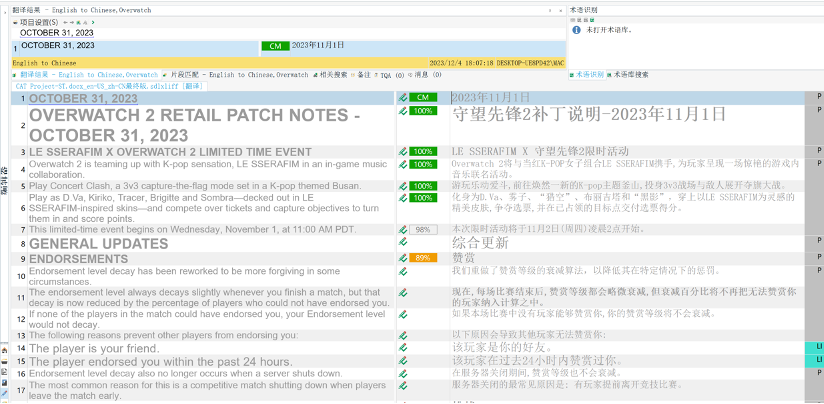 翻译结果 - English to Chinese,Overwatch
术语识别
项目设置(S)
OCTOBER 31, 2023
未打开术语库。
1 OCTOBER 31, 2023 CM 2023年11月1日
English to Chinese 2023/12/4 18:07:18 DESKTOP-UE8PD42\MAC
翻译结果 - English to Chinese,Overwatch 片段匹配 - English to Chinese,Overwatch 相关搜索 备注 TQA (0) 消息 (0) 术语识别 术语库搜索
CAT Project-ST.docx_en-US_zh-CN最终版.sdlxliff [翻译]
1 OCTOBER 31, 2023 CM 2023年11月1日 P
2 OVERWATCH 2 RETAIL PATCH NOTES - 100% 守望先锋2补丁说明-2023年11月1日 P
OCTOBER 31, 2023
3 LE SSERAFIM X OVERWATCH 2 LIMITED TIME EVENT 100% LE SSERAFIM X 守望先锋2限时活动 P
4 Overwatch 2 is teaming up with K-pop sensation, LE SSERAFIM in an in-game music 100% Overwatch 2将与当红K-POP女子组合LE SSERAFIM携手,为玩家呈现一场惊艳的游戏内 P
collaboration. 音乐联名活动。
5 Play Concert Clash, a 3v3 capture-the-flag mode set in a K-pop themed Busan. 100% 游玩乐动爱斗,前往焕然一新的K-pop主题釜山,投身3v3战场与敌人展开夺旗大战。 P
6 Play as D.Va, Kiriko, Tracer, Brigitte and Sombra—decked out in LE 100% 化身为D.Va、雾子、“猎空”、布丽吉塔和“黑影”,穿上以LE SSERAFIM为灵感的 P
SSERAFIM-inspired skins—and compete over tickets and capture objectives to turn 精美皮肤,争夺选票,并在已占领的目标点交付选票得分。
them in and score points.
7 This limited-time event begins on Wednesday, November 1, at 11:00 AM PDT. 98% 本次限时活动将于11月2日(周四)凌晨2点开始。 P
8 GENERAL UPDATES 综合更新 P
9 ENDORSEMENTS 89% 赞赏 P
10 Endorsement level decay has been reworked to be more forgiving in some 我们重做了赞赏等级的衰减算法,以降低其在特定情况下的惩罚。 P
circumstances.
11 The endorsement level always decays slightly whenever you finish a match, but that 现在,每场比赛结束后,赞赏等级都会略微衰减,但衰减百分比将不再把无法赞赏你
decay is now reduced by the percentage of players who could not have endorsed you. 的玩家纳入计算之中。
12 If none of the players in the match could have endorsed you, your Endorsement level 如果本场比赛中没有玩家能够赞赏你,你的赞赏等级将不会衰减。
would not decay.
13 The following reasons prevent other players from endorsing you: 以下原因会导致其他玩家无法赞赏你:
14 The player is your friend. 该玩家是你的好友。 LI
15 The player endorsed you within the past 24 hours. 该玩家在过去24小时内赞赏过你。 LI
16 Endorsement level decay also no longer occurs when a server shuts down. 在服务器关闭期间,赞赏等级也不会衰减。 P
17 The most common reason for this is a competitive match shutting down when players 服务器关闭的最常见原因是: 有玩家提前离开竞技比赛。
leave the match early.